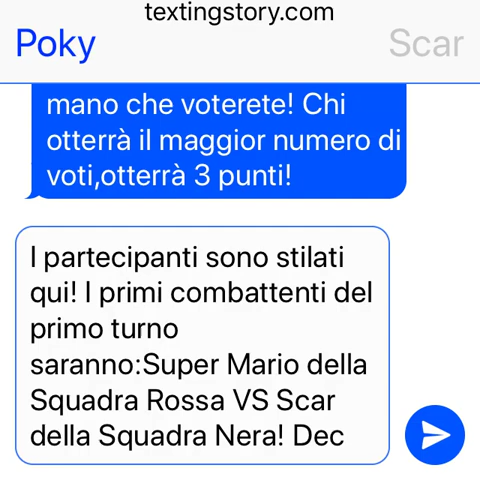 textingstory.com
Poky
Scar
mano che voterete! Chi
otterrà il maggior numero di
voti,otterrà 3 punti!
I partecipanti sono stilati
qui! I primi combattenti del
primo turno
saranno:Super Mario della
Squadra Rossa VS Scar
della Squadra Nera! Dec